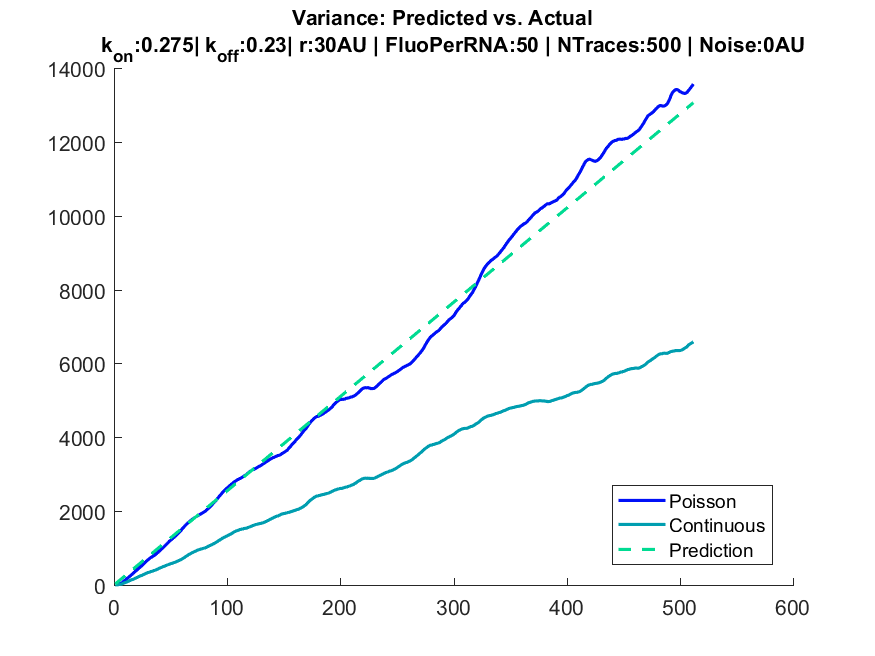 Variance: Predicted vs. Actual
kon:0.275| koff:0.23| r:30AU | FluoPerRNA:50 | NTraces:500 | Noise:0AU
14000
12000
10000
8000
6000
4000
2000
0
Poisson
Continuous
Prediction
0 100 200 300 400 500 600